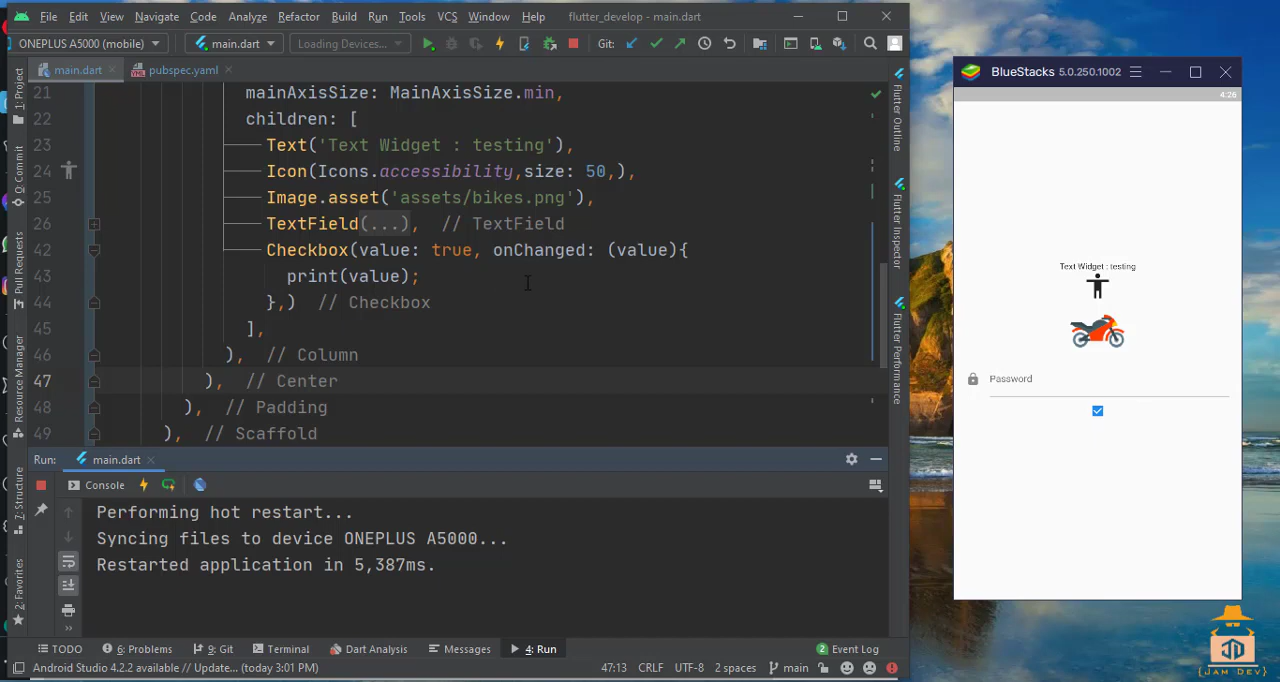 File Edit View Navigate Code Analyze Refactor Build Run Tools VCS Window Help flutter_develop - main.dart
ONEPLUS A5000 (mobile) main.dart Loading Devices... Git:
main.dart pubspec.yaml
21 mainAxisSize: MainAxisSize.min,
22 children: [
23 Text('Text Widget : testing'),
24 Icon(Icons.accessibility,size: 50,),
25 Image.asset('assets/bikes.png'),
26 TextField(...), // TextField
42 Checkbox(value: true, onChanged: (value){
43 print(value);
44 },) // Checkbox
45 ],
46 ), // Column
47 ), // Center
48 ), // Padding
49 ), // Scaffold
Run: main.dart
Console
Performing hot restart...
Syncing files to device ONEPLUS A5000...
Restarted application in 5,387ms.
TODO 6: Problems 9: Git Terminal Dart Analysis Messages 4: Run 2 Event Log
Android Studio 4.2.2 available // Update... (today 3:01 PM) 47:13 CRLF UTF-8 2 spaces main
1: Project
0: Commit
Pull Requests
Resource Manager
Z: Structure
2: Favorites
Flutter Outline
Flutter Inspector
Flutter Performance
BlueStacks 5.0.250.1002
4:26
Text Widget : testing
Password
JD
{JAM DEV}